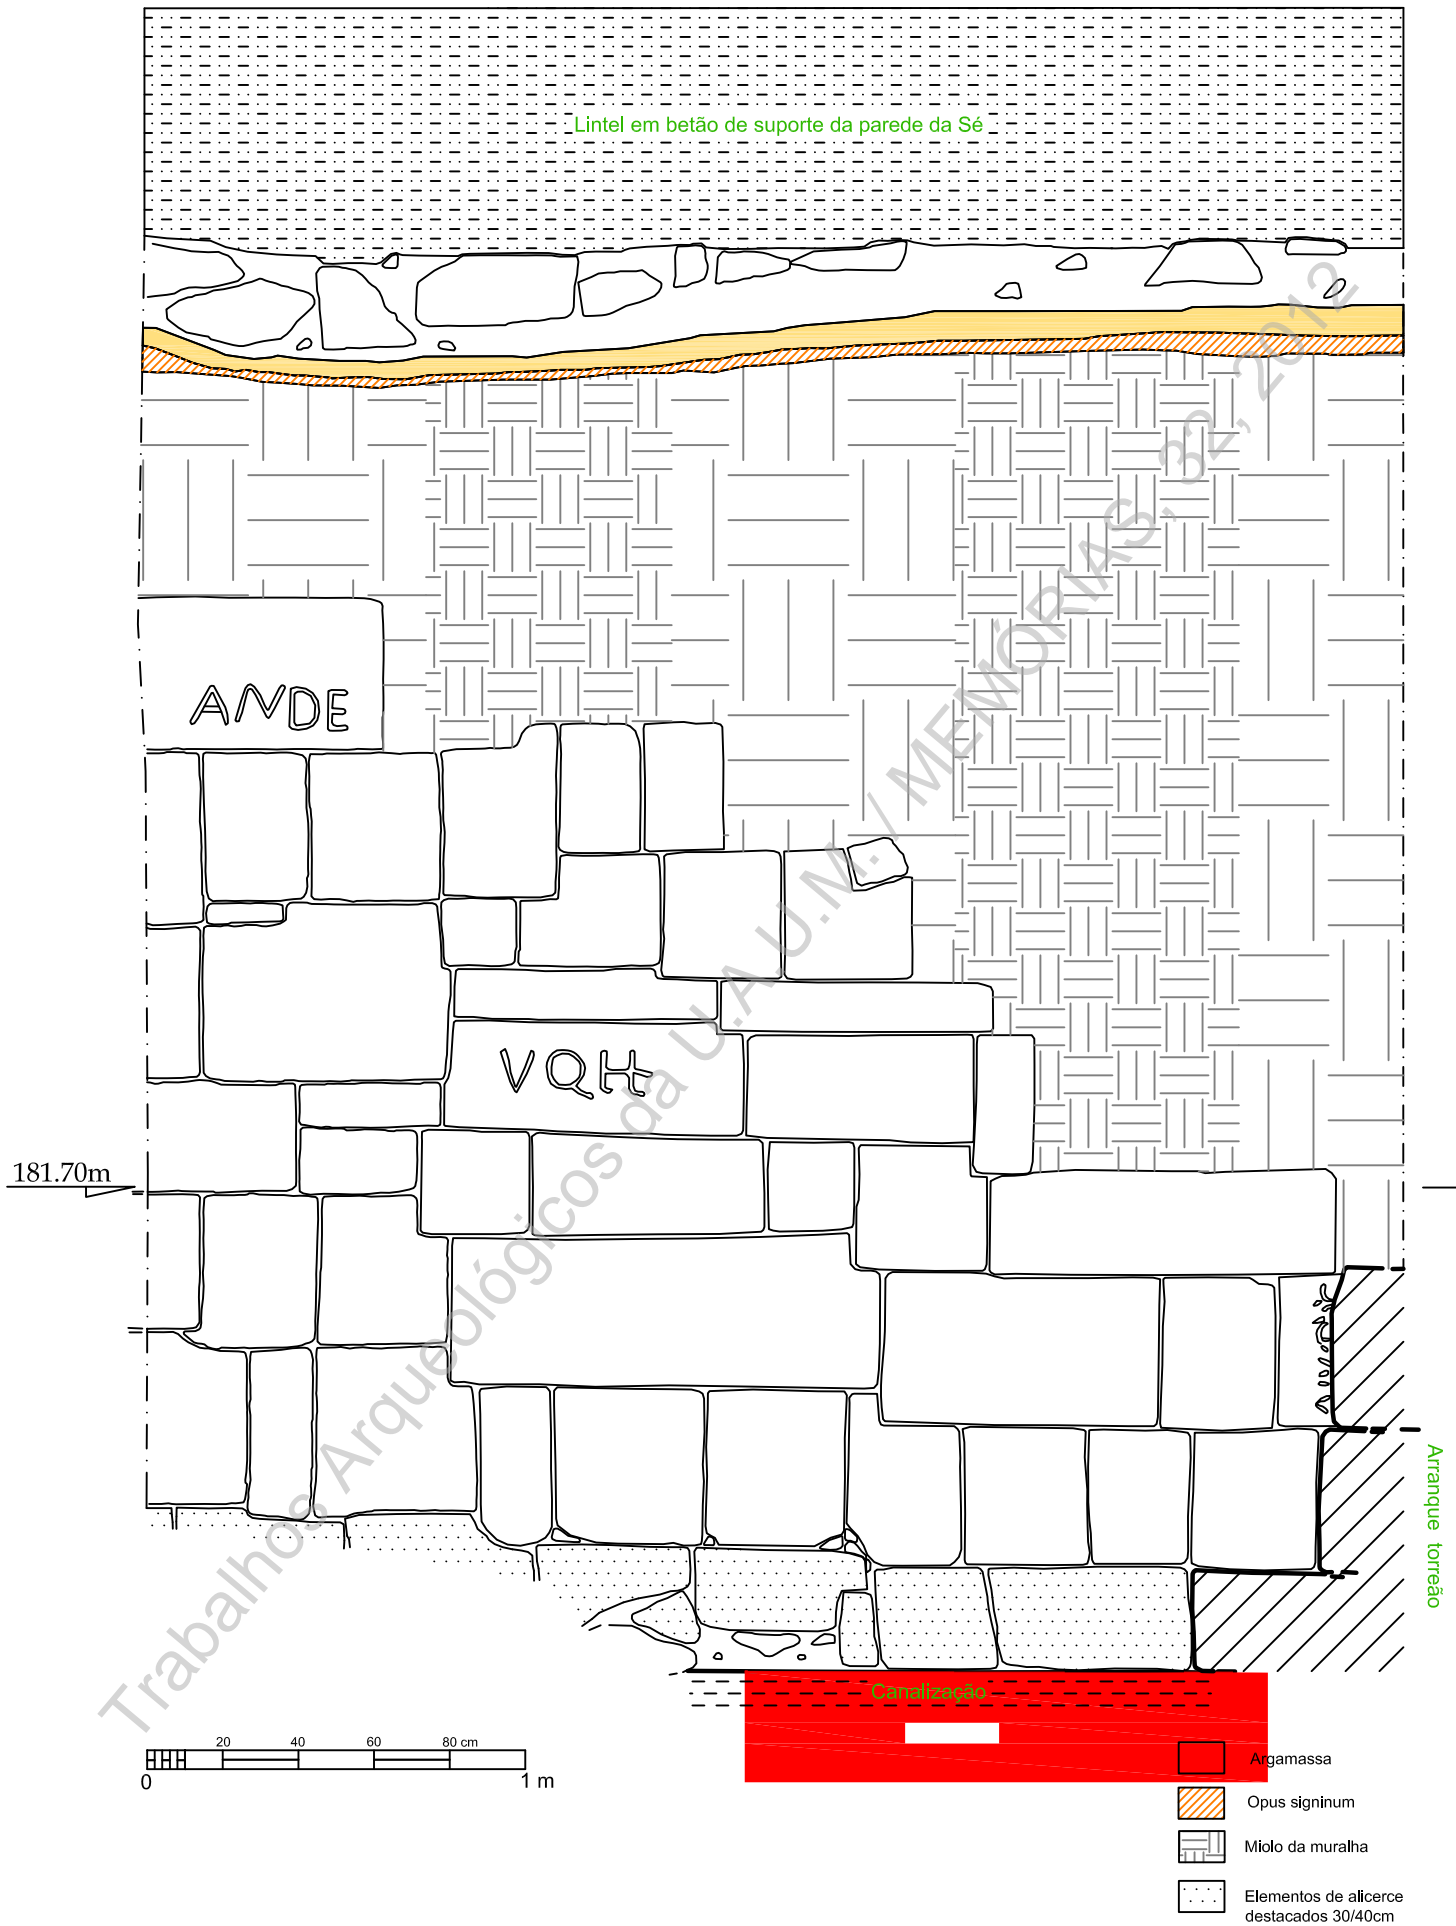 Lintel em betão de suporte da parede da Sé
ANDE
VQH
181.70m
Arranque torreão
Canalização
20 40 60 80 cm
0 1 m
Argamassa
Opus signinum
Miolo da muralha
Elementos de alicerce
destacados 30/40cm
Trabalhos Arqueológicos da U.A.U.M. / MEMÓRIAS, 32, 2012